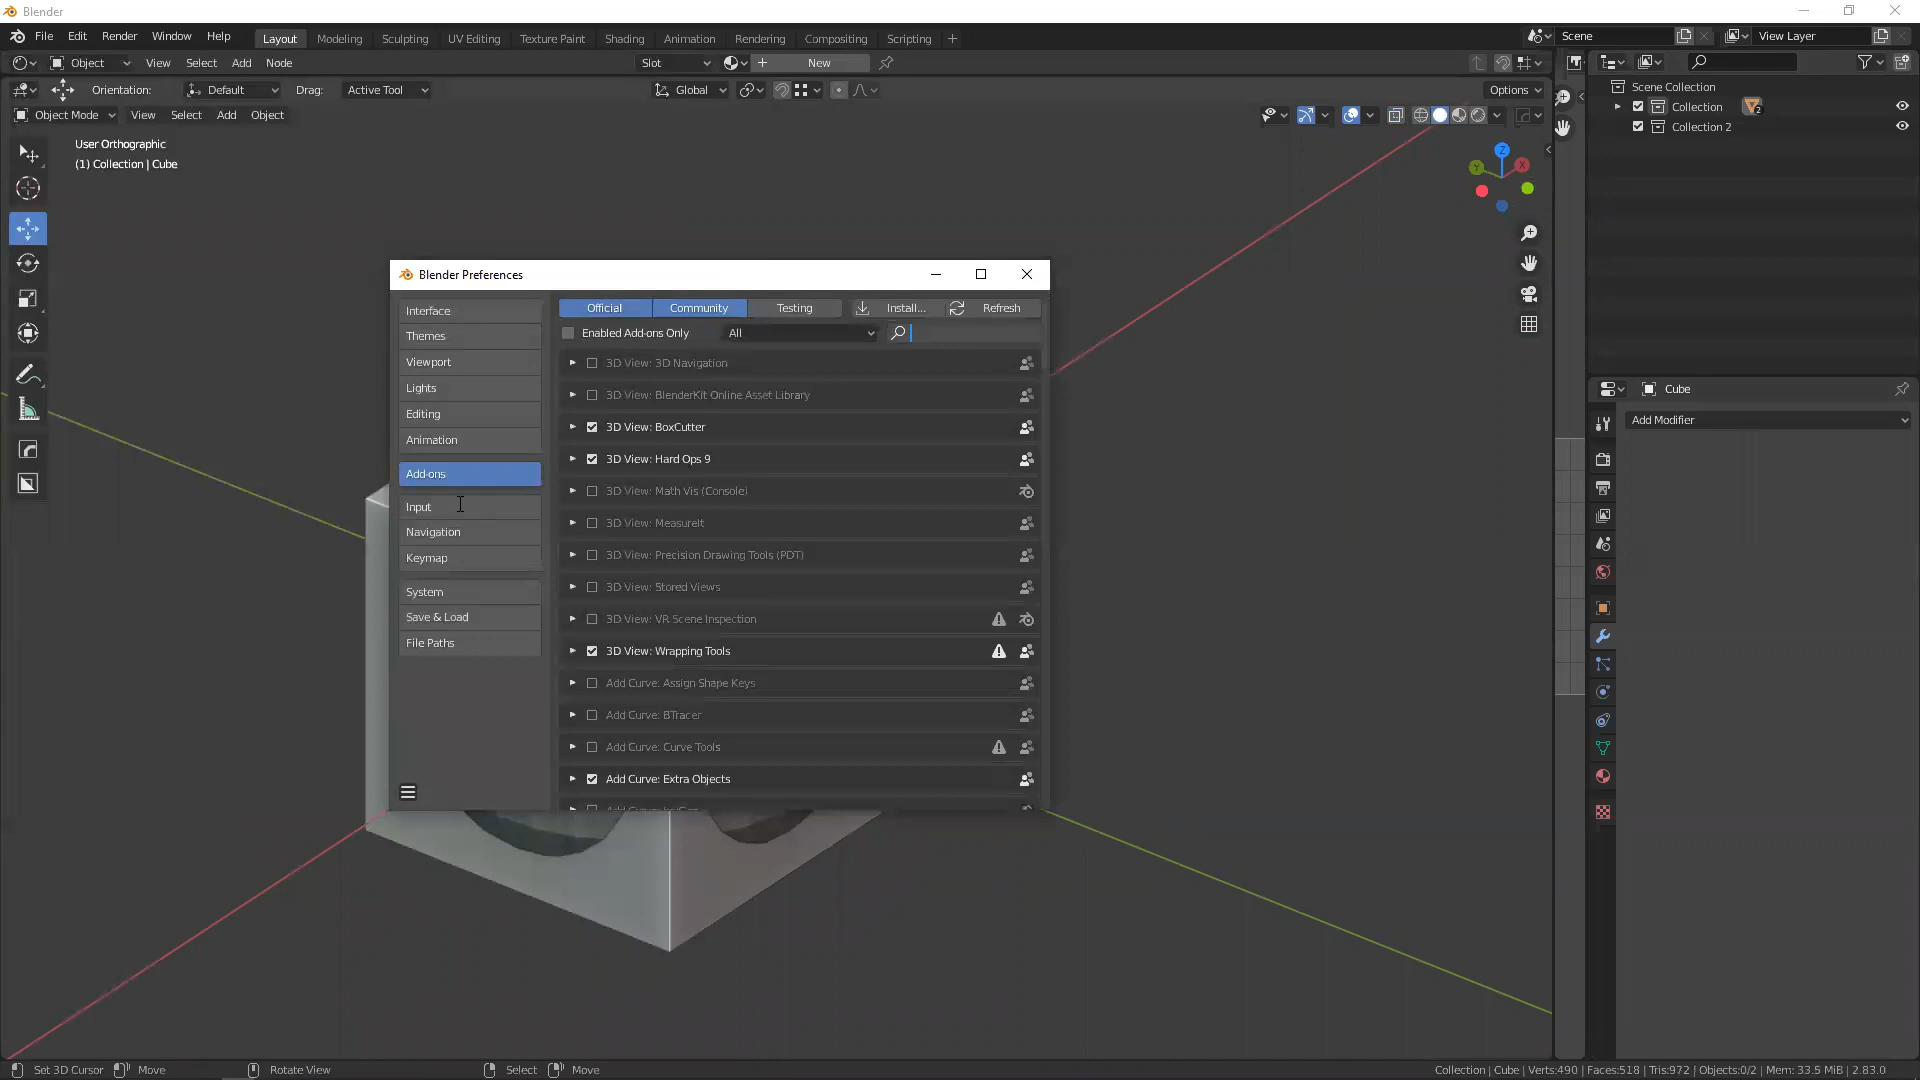 Blender
File Edit Render Window Help Layout Modeling Sculpting UV Editing Texture Paint Shading Animation Rendering Compositing Scripting + Scene View Layer
Object View Select Add Node Slot New
Orientation: Default Drag: Active Tool Global Options
Object Mode View Select Add Object
User Orthographic
(1) Collection | Cube
Z
Y
X
Scene Collection
Collection 2
Collection 2
Cube
Add Modifier
Blender Preferences
Interface
Themes
Viewport
Lights
Editing
Animation
Add-ons
Input
Navigation
Keymap
System
Save & Load
File Paths
Official Community Testing Install... Refresh
Enabled Add-ons Only All
3D View: 3D Navigation
3D View: BlenderKit Online Asset Library
3D View: BoxCutter
3D View: Hard Ops 9
3D View: Math Vis (Console)
3D View: MeasureIt
3D View: Precision Drawing Tools (PDT)
3D View: Stored Views
3D View: VR Scene Inspection
3D View: Wrapping Tools
Add Curve: Assign Shape Keys
Add Curve: BTracer
Add Curve: Curve Tools
Add Curve: Extra Objects
Set 3D Cursor Move Rotate View Select Move Collection | Cube | Verts:490 | Faces:518 | Tris:972 | Objects:0/2 | Mem: 33.5 MiB | 2.83.0